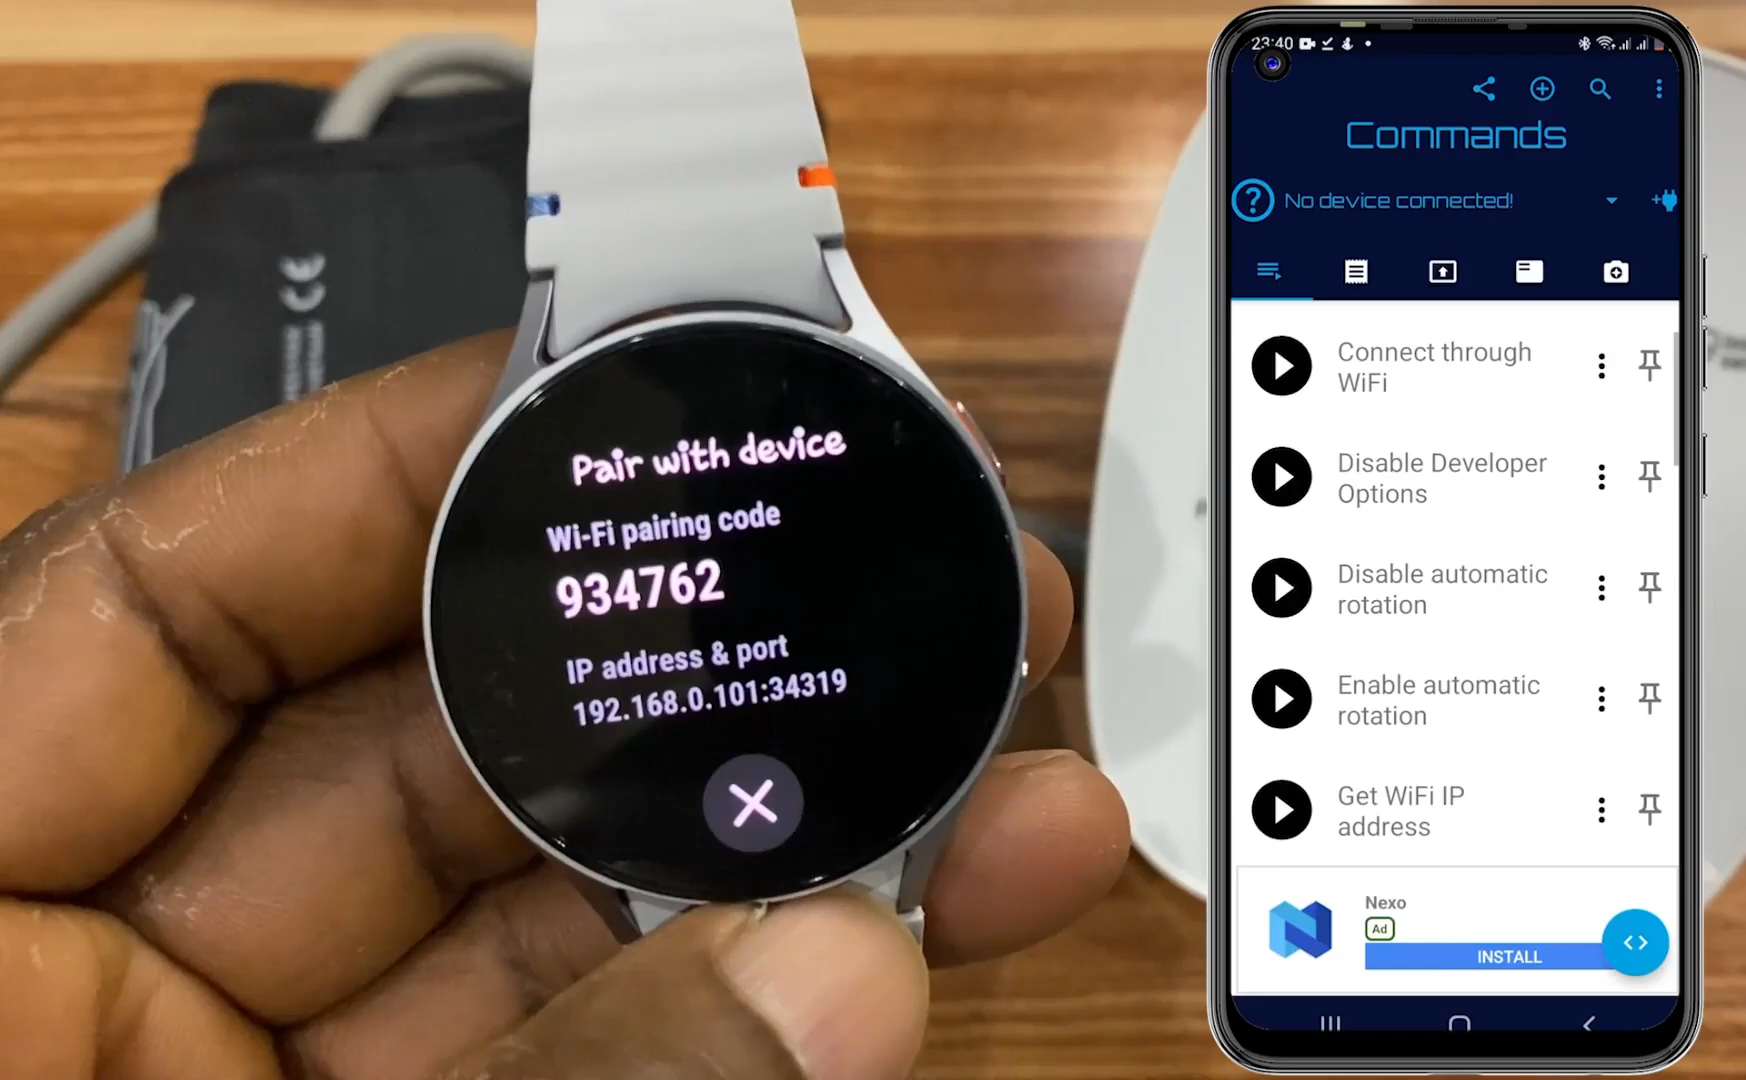 CE
Pair with device
Wi-Fi pairing code
934762
IP address & port
192.168.0.101:34319
23:40
Commands
No device connected!
Connect through
WiFi
Disable Developer
Options
Disable automatic
rotation
Enable automatic
rotation
Get WiFi IP
address
Nexo
Ad
INSTALL